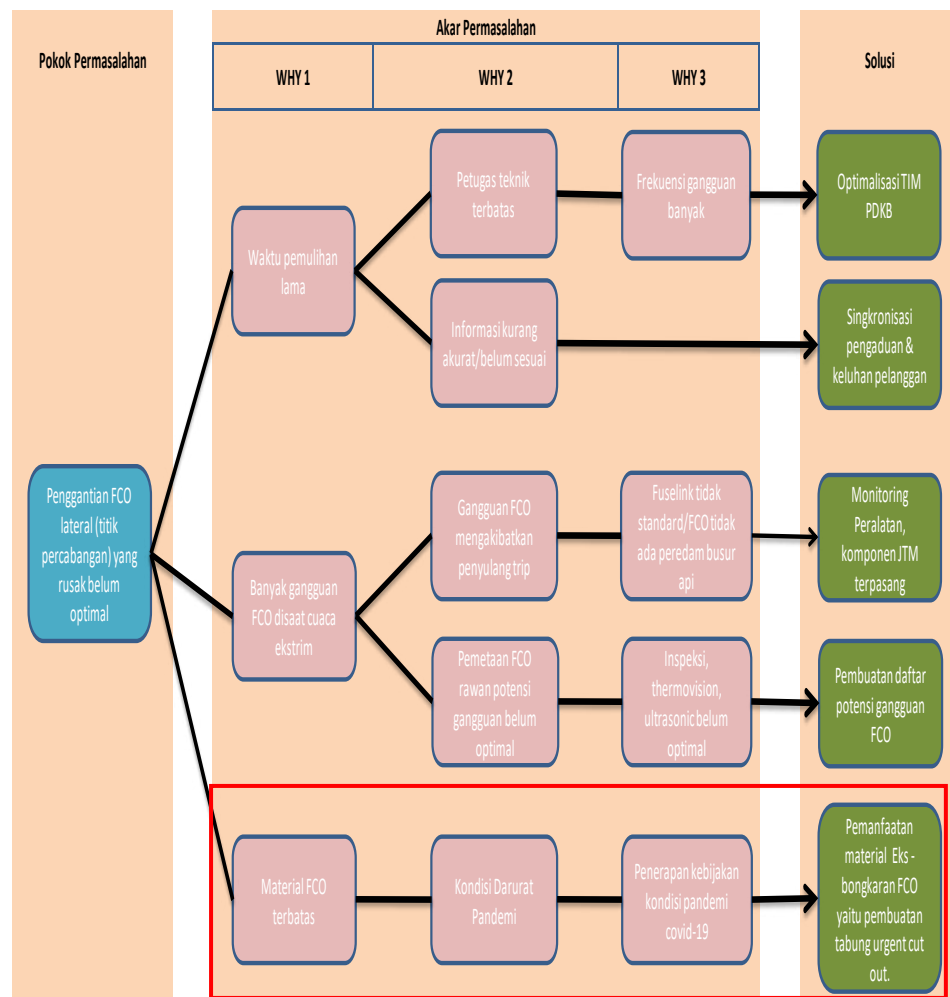 Akar Permasalahan
Pokok Permasalahan
WHY 1
WHY 2
WHY 3
Solusi
Petugas teknik
terbatas
Frekuensi gangguan
banyak
Optimalisasi TIM
PDKB
Waktu pemulihan
lama
Informasi kurang
akurat/belum sesuai
Singkronisasi
pengaduan &
keluhan pelanggan
Penggantian FCO
lateral (titik
percabangan) yang
rusak belum
optimal
Gangguan FCO
mengakibatkan
penyulang trip
Fuselink tidak
standard/FCO tidak
ada peredam busur
api
Monitoring
Peralatan,
komponen JTM
terpasang
Banyak gangguan
FCO disaat cuaca
ekstrim
Pemetaan FCO
rawan potensi
gangguan belum
optimal
Inspeksi,
thermovision,
ultrasonic belum
optimal
Pembuatan daftar
potensi gangguan
FCO
Material FCO
terbatas
Kondisi Darurat
Pandemi
Penerapan kebijakan
kondisi pandemi
covid-19
Pemanfaatan
material Eks -
bongkaran FCO
yaitu pembuatan
tabung urgent cut
out.